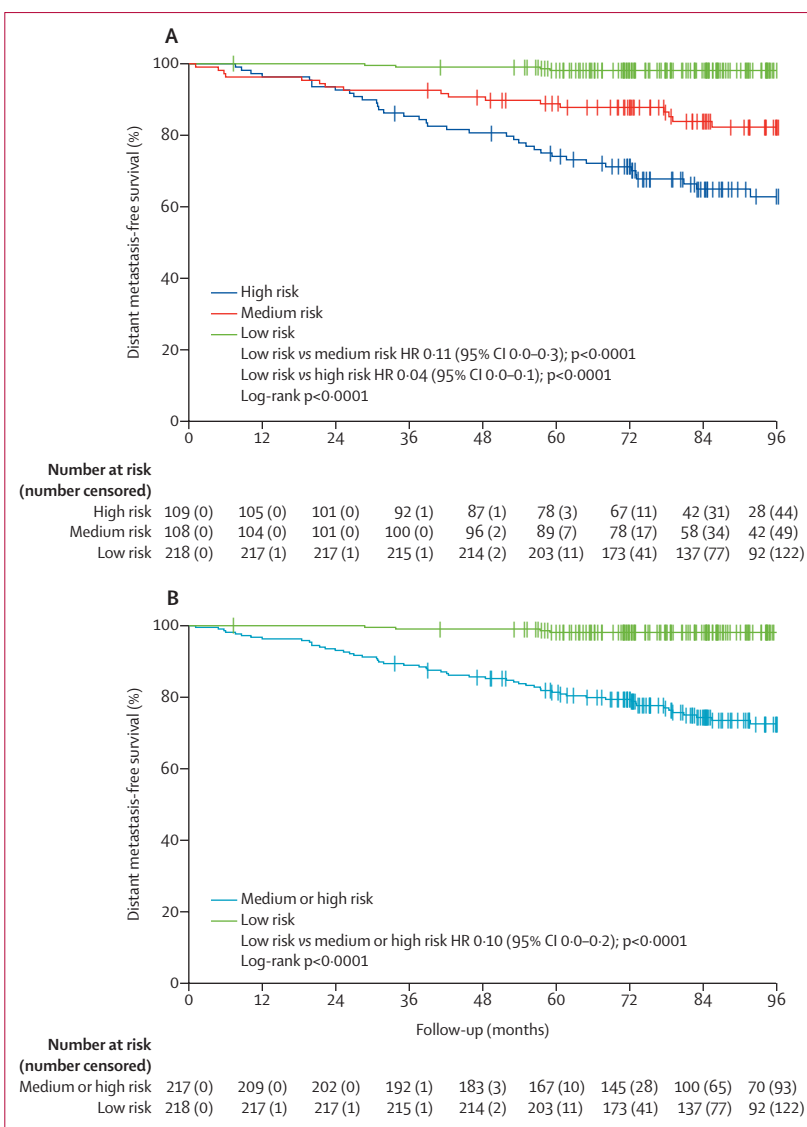 A
100
80
60
40
20
0
Distant metastasis-free survival (%)
High risk
Medium risk
Low risk
Low risk vs medium risk HR 0·11 (95% CI 0·0–0·3); p<0·0001
Low risk vs high risk HR 0·04 (95% CI 0·0–0·1); p<0·0001
Log-rank p<0·0001
0 12 24 36 48 60 72 84 96
Number at risk
(number censored)
High risk 109 (0) 105 (0) 101 (0) 92 (1) 87 (1) 78 (3) 67 (11) 42 (31) 28 (44)
Medium risk 108 (0) 104 (0) 101 (0) 100 (0) 96 (2) 89 (7) 78 (17) 58 (34) 42 (49)
Low risk 218 (0) 217 (1) 217 (1) 215 (1) 214 (2) 203 (11) 173 (41) 137 (77) 92 (122)
B
100
80
60
40
20
0
Distant metastasis-free survival (%)
Medium or high risk
Low risk
Low risk vs medium or high risk HR 0·10 (95% CI 0·0–0·2); p<0·0001
Log-rank p<0·0001
0 12 24 36 48 60 72 84 96
Follow-up (months)
Number at risk
(number censored)
Medium or high risk 217 (0) 209 (0) 202 (0) 192 (1) 183 (3) 167 (10) 145 (28) 100 (65) 70 (93)
Low risk 218 (0) 217 (1) 217 (1) 215 (1) 214 (2) 203 (11) 173 (41) 137 (77) 92 (122)